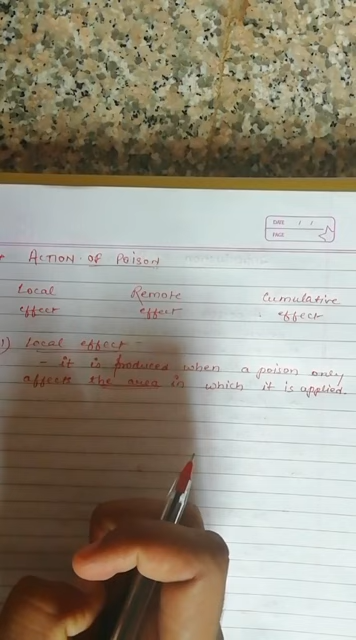 DATE / /
PAGE
* ACTION OF PAISON
Local Remote Cumulative
effect effect effect
1) Local effect -
- it is produced when a poison only
affects the area in which it is applied.